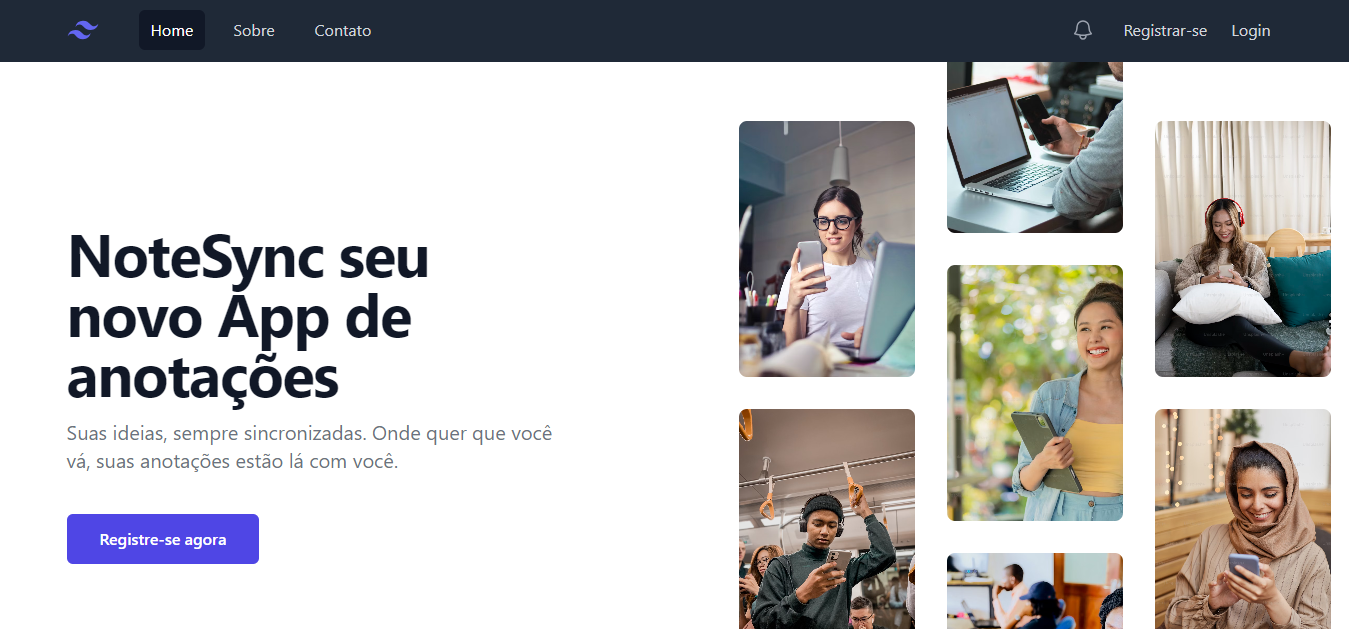 Home Sobre Contato Registrar-se Login
NoteSync seu
novo App de
anotações
Suas ideias, sempre sincronizadas. Onde quer que você
vá, suas anotações estão lá com você.
Registre-se agora